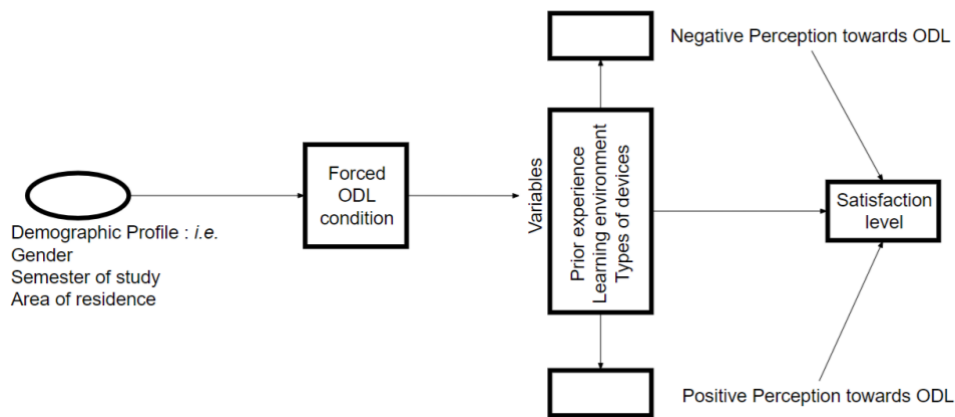 Demographic Profile : i.e.
Gender
Semester of study
Area of residence
Forced
ODL
condition
Variables
Prior experience
Learning environment
Types of devices
Negative Perception towards ODL
Satisfaction
level
Positive Perception towards ODL